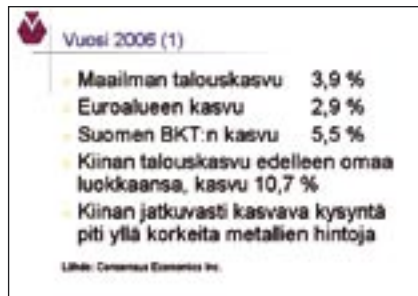 Vuosi 2006 (1)
Maailman talouskasvu 3,9 %
Euroalueen kasvu 2,9 %
Suomen BKT:n kasvu 5,5 %
Kiinan talouskasvu edelleen omaa
luokkaansa, kasvu 10,7 %
Kiinan jatkuvasti kasvava kysyntä
piti yllä korkeita metallien hintoja
Lähde: Consensus Economics Inc.